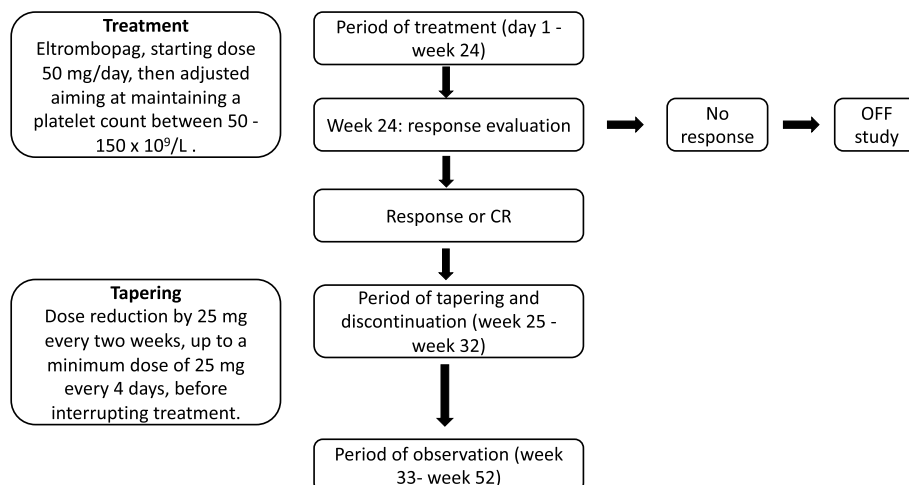 Treatment
Eltrombopag, starting dose
50 mg/day, then adjusted
aiming at maintaining a
platelet count between 50 -
150 x 10⁹/L .
Period of treatment (day 1 -
week 24)
Week 24: response evaluation
No
response
OFF
study
Response or CR
Tapering
Dose reduction by 25 mg
every two weeks, up to a
minimum dose of 25 mg
every 4 days, before
interrupting treatment.
Period of tapering and
discontinuation (week 25 -
week 32)
Period of observation (week
33- week 52)